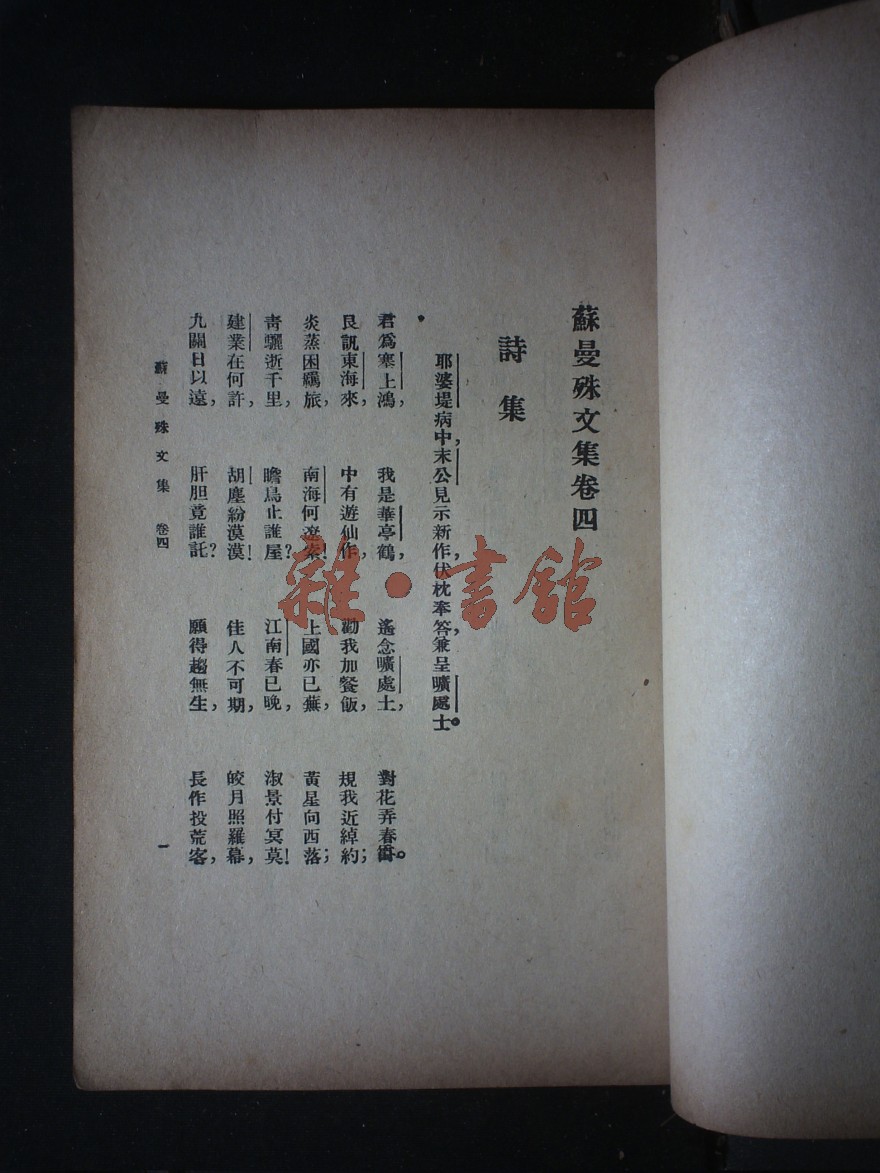 蘇曼殊文集卷四
詩集
耶婆堤病中，末公見示新作，伏枕奉答，兼呈曠處士。
君爲塞上鴻，我是華亭鶴，遙念曠處士，對花弄春爵。
良訊東海來，中有遊仙作，勸我加餐飯，規我近綽約；
炎蒸困羈旅，南海何遼索！上國亦已蕪，黃星向西落；
青驪逝千里，瞻烏止誰屋？江南春已晚，淑景付冥莫！
建業在何許，胡塵紛漠漠！佳人不可期，皎月照羅幕，
九關日以遠，肝胆竟誰託？願得趨無生，長作投荒客，
蘇曼殊文集 卷四 一
雜·書館